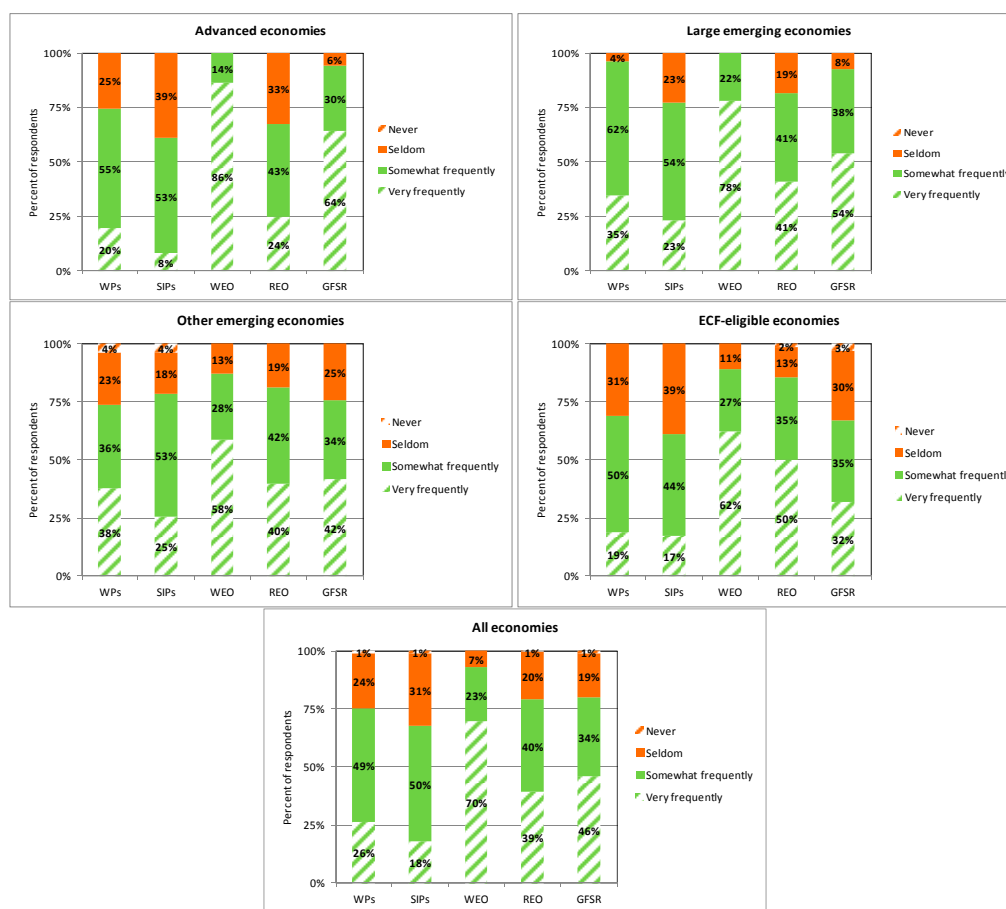 Advanced economies
Percent of respondents
100%
75%
50%
25%
0%
25% 39% 14% 33% 6%
55% 53% 86% 43% 30%
20% 8% 24% 64%
WPs SIPs WEO REO GFSR
Never
Seldom
Somewhat frequently
Very frequently
Large emerging economies
Percent of respondents
100%
75%
50%
25%
0%
4% 23% 22% 19% 8%
62% 54% 78% 41% 38%
35% 23% 41% 54%
WPs SIPs WEO REO GFSR
Never
Seldom
Somewhat frequently
Very frequently
Other emerging economies
Percent of respondents
100%
75%
50%
25%
0%
4% 4%
23% 18% 13% 19% 25%
36% 53% 28% 42% 34%
38% 25% 58% 40% 42%
WPs SIPs WEO REO GFSR
Never
Seldom
Somewhat frequently
Very frequently
ECF-eligible economies
Percent of respondents
100%
75%
50%
25%
0%
2% 3%
31% 39% 11% 13% 30%
50% 44% 27% 35% 35%
19% 17% 62% 50% 32%
WPs SIPs WEO REO GFSR
Never
Seldom
Somewhat frequently
Very frequently
All economies
Percent of respondents
100%
75%
50%
25%
0%
1% 1% 1% 1%
24% 31% 7% 20% 19%
49% 50% 23% 40% 34%
26% 18% 70% 39% 46%
WPs SIPs WEO REO GFSR
Never
Seldom
Somewhat frequently
Very frequently